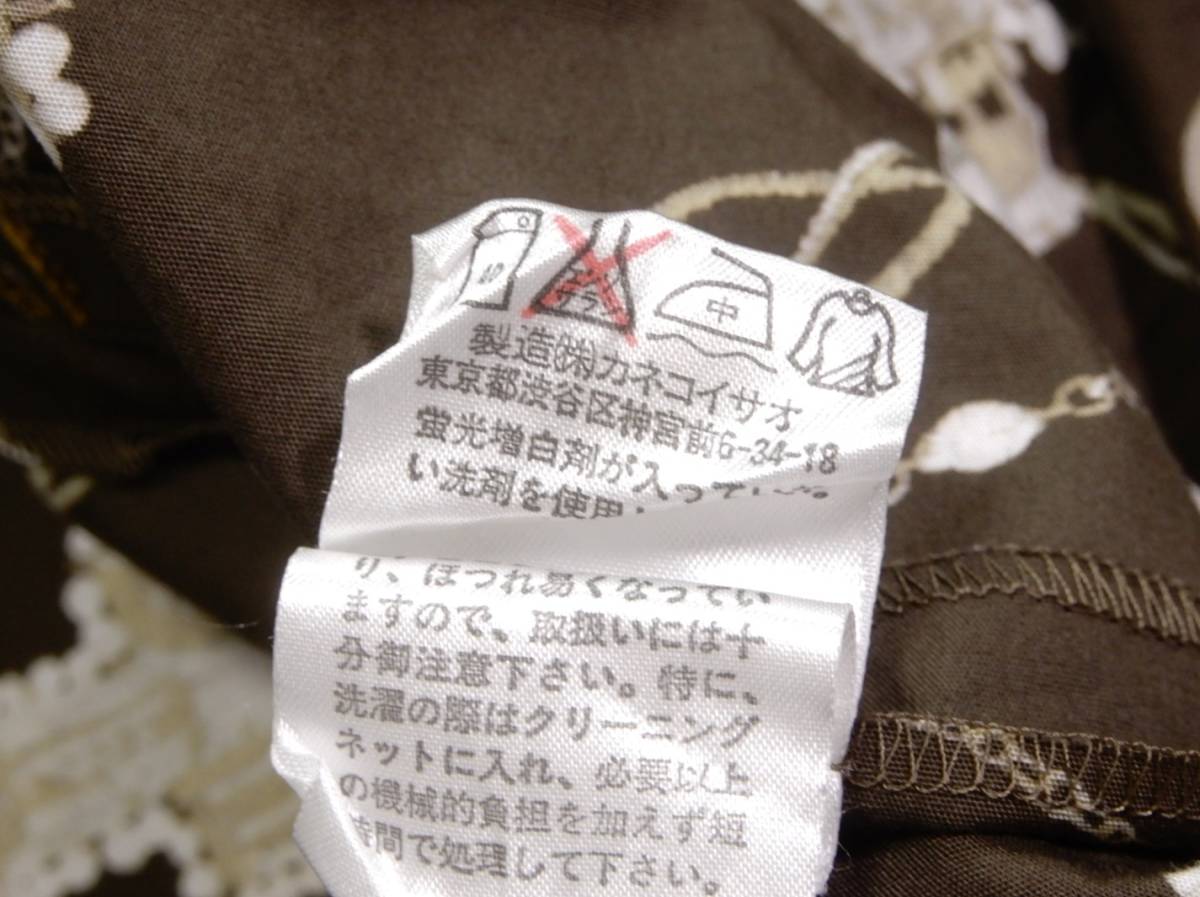 中
製造㈱カネコイサオ
東京都渋谷区神宮前6-34-18
蛍光増白剤が入って
い洗剤を使用
り、ほつれ易くなってい
ますので、取扱いには十
分御注意下さい。特に、
洗濯の際はクリーニング
ネットに入れ、必要以上
の機械的負担を加えず短
時間で処理して下さい。